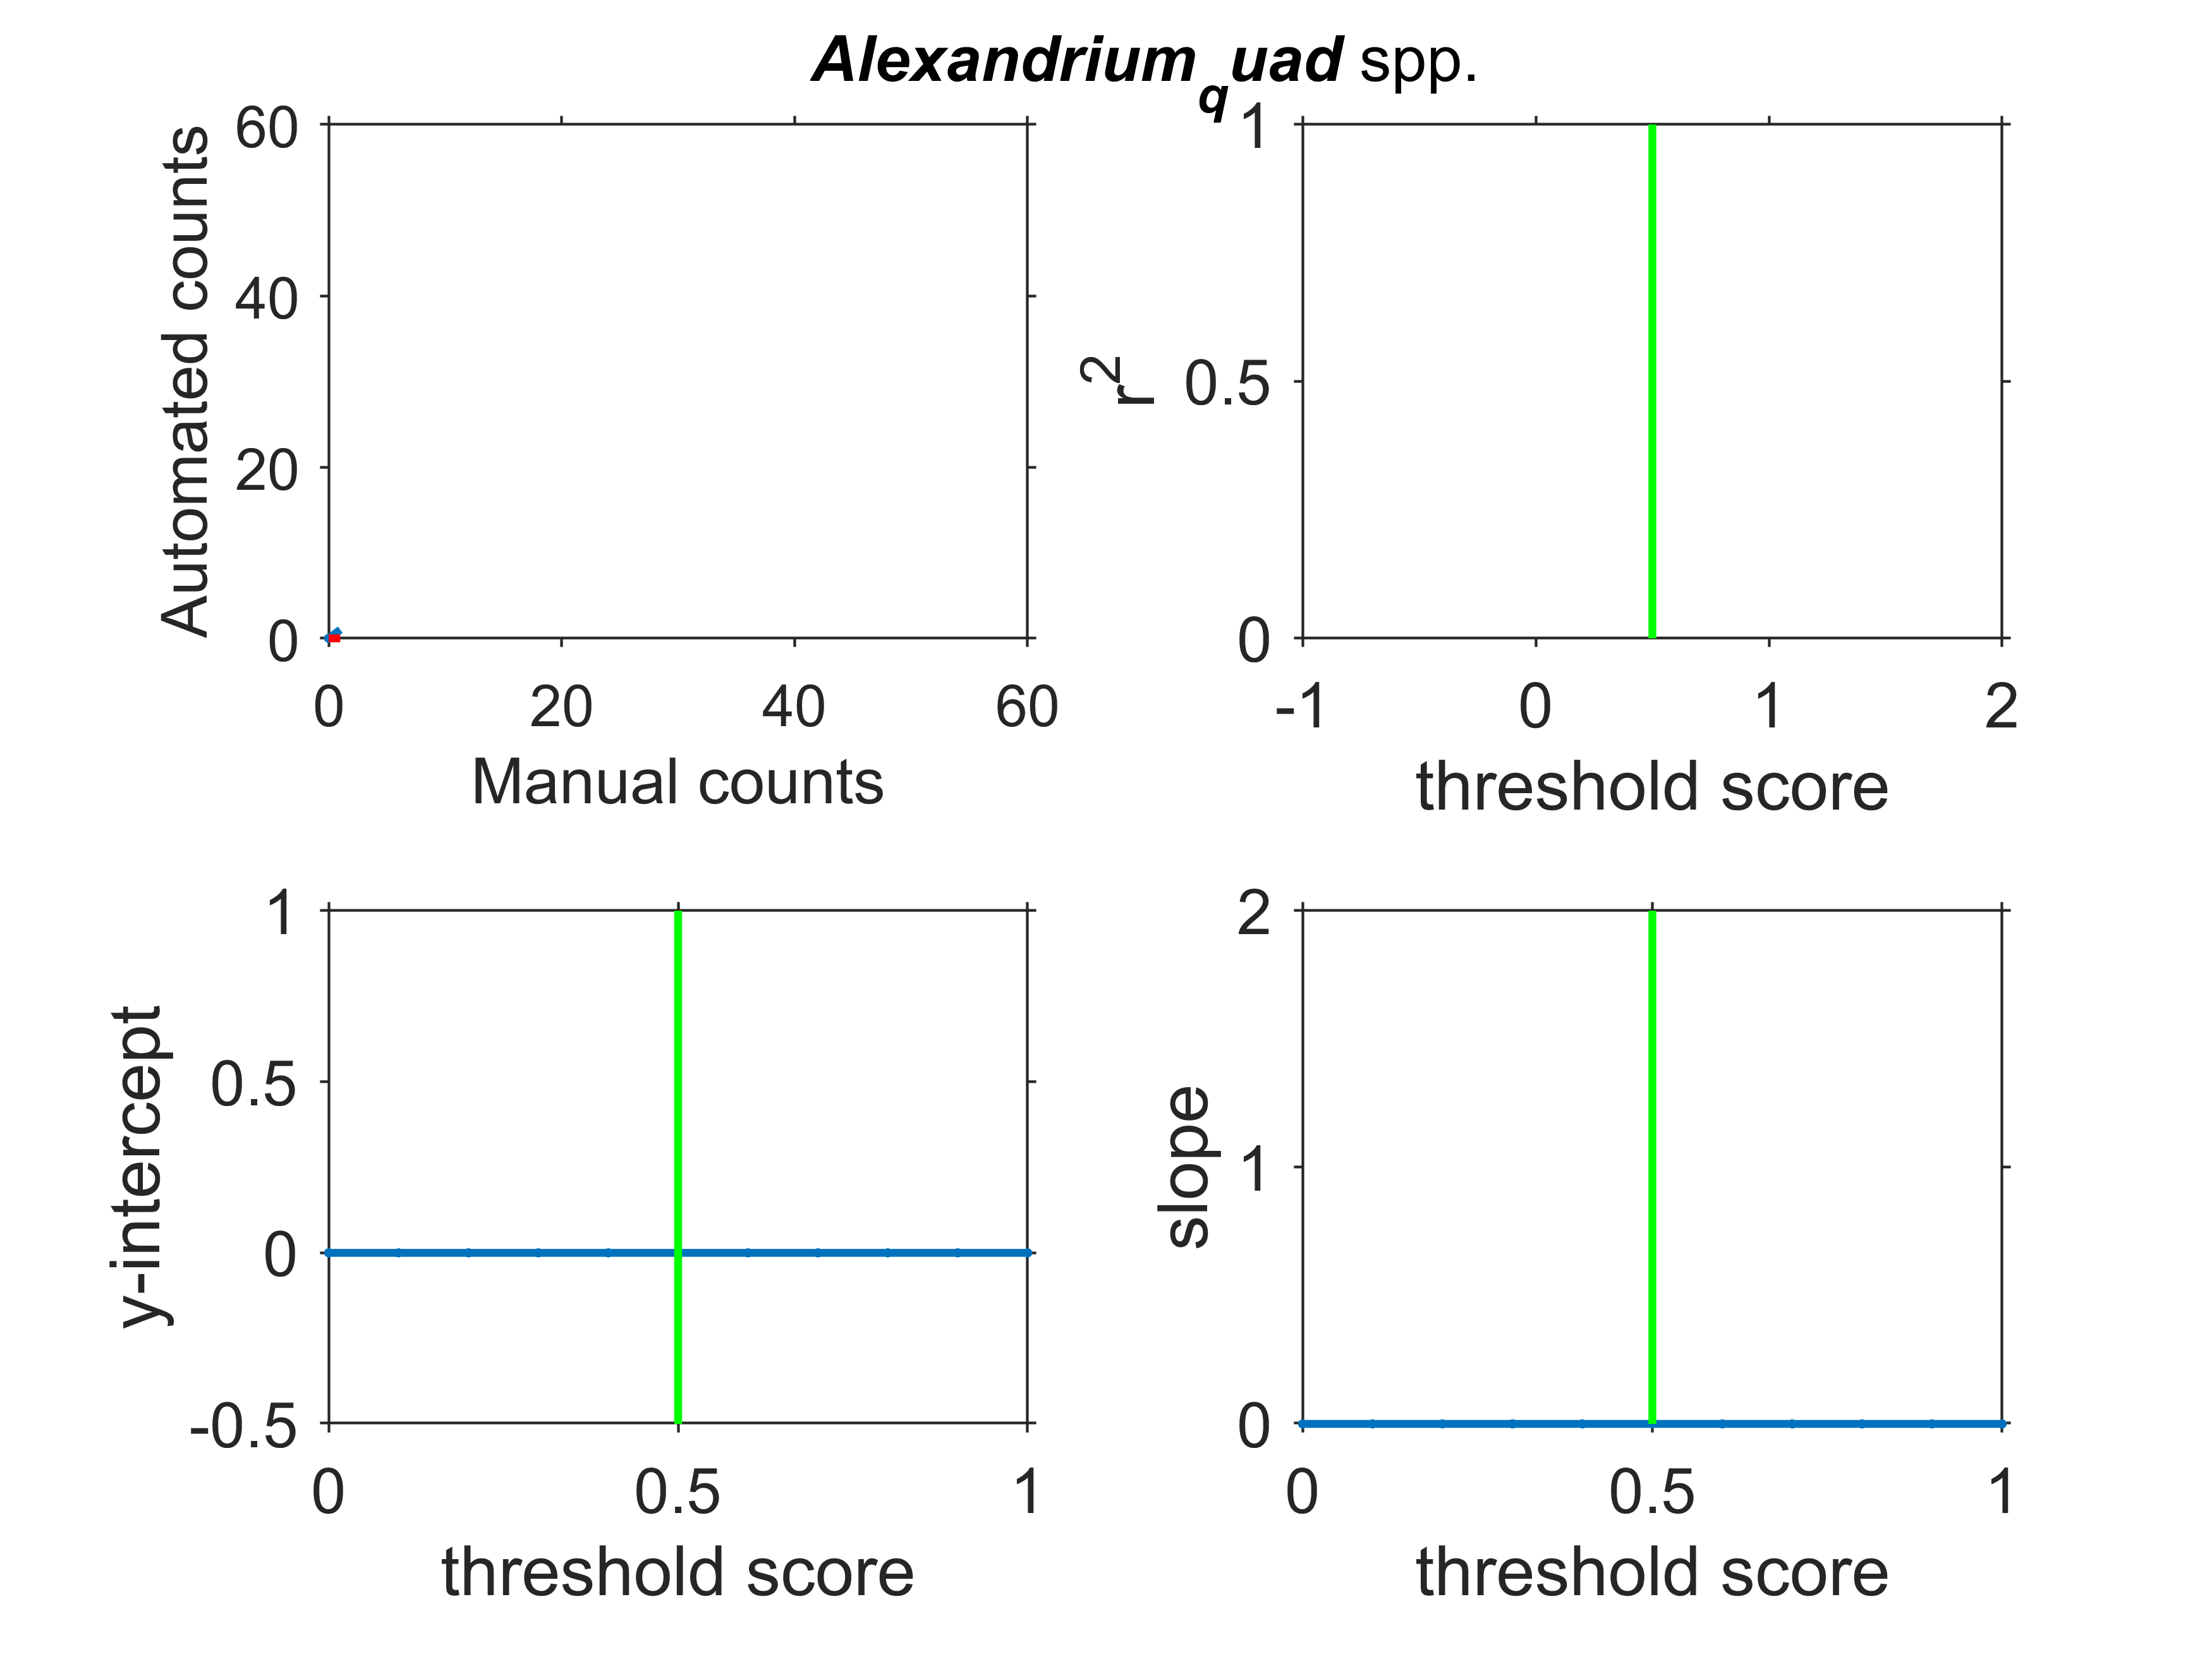 Alexandrium_quad spp.
60
40
20
0
Automated counts
0 20 40 60
Manual counts
1
0.5
0
r²
-1 0 1 2
threshold score
1
0.5
0
-0.5
y-intercept
0 0.5 1
threshold score
2
1
0
slope
0 0.5 1
threshold score